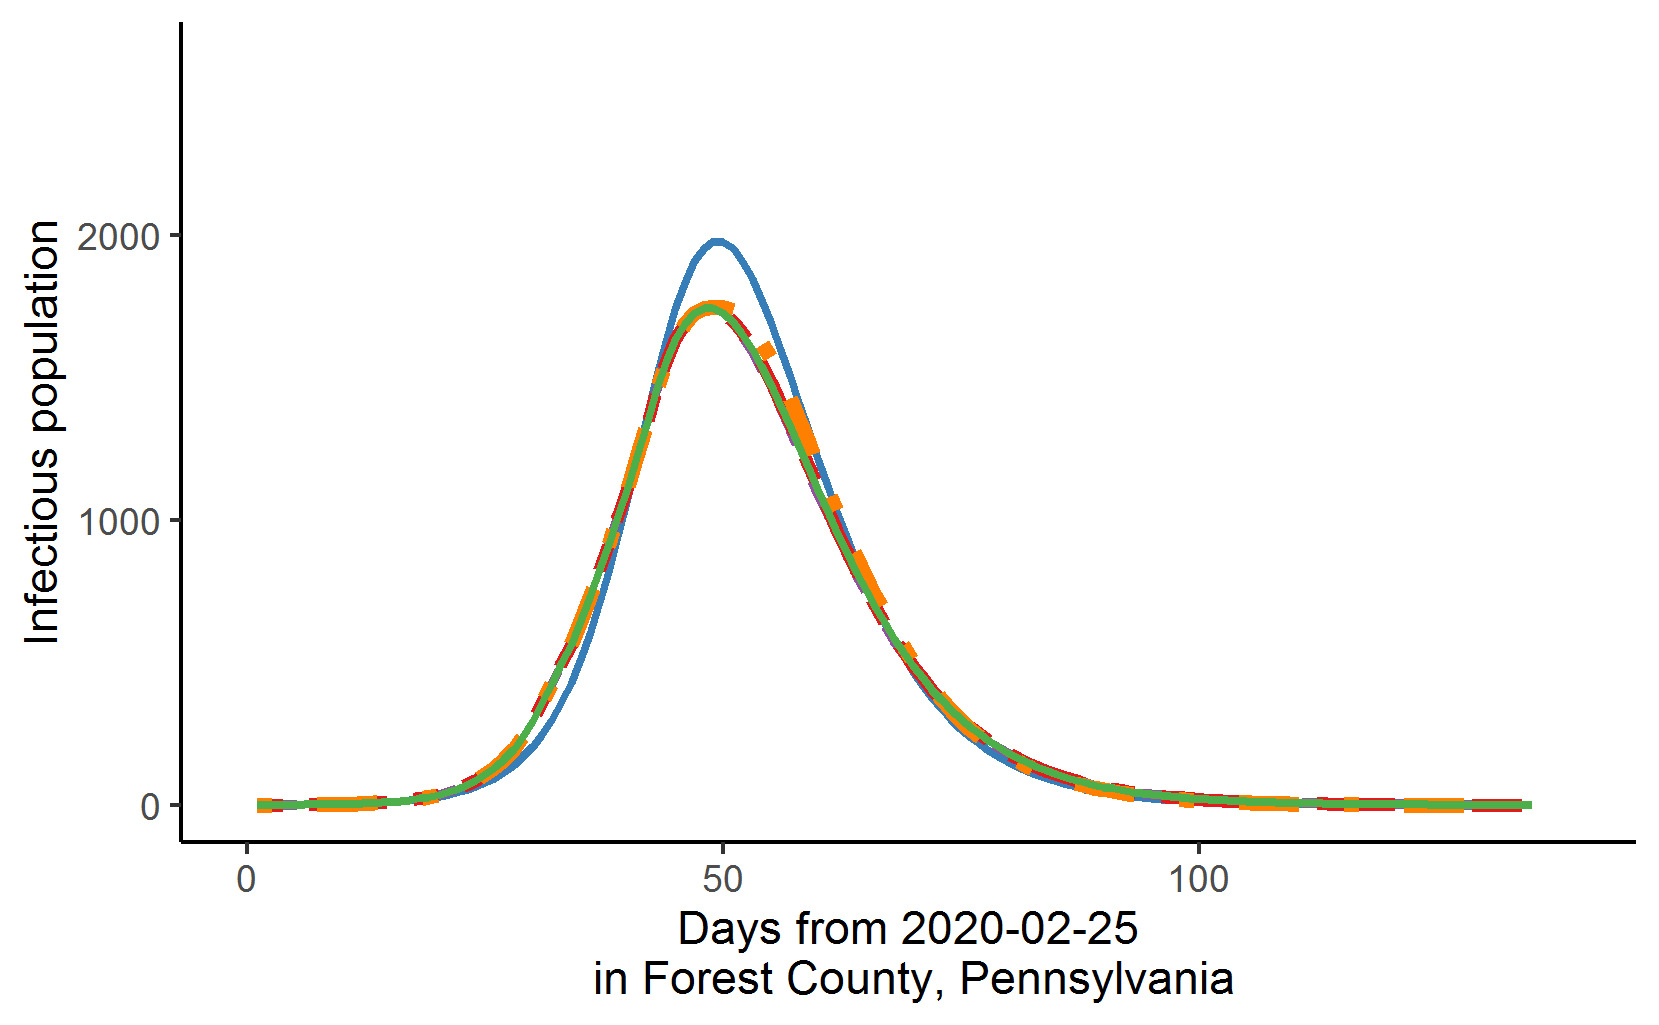 Infectious population
2000
1000
0
0 50 100
Days from 2020-02-25
in Forest County, Pennsylvania